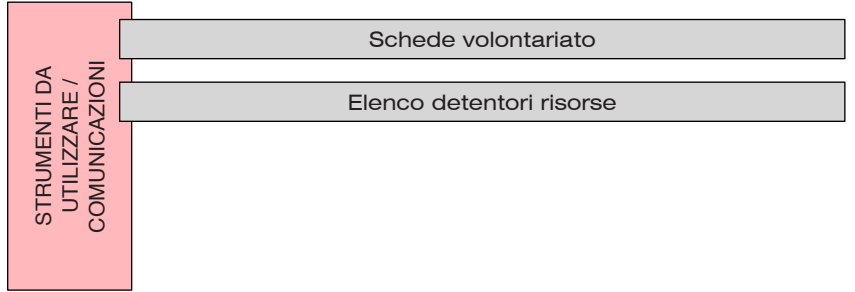 STRUMENTI DA
UTILIZZARE /
COMUNICAZIONI
Schede volontariato
Elenco detentori risorse